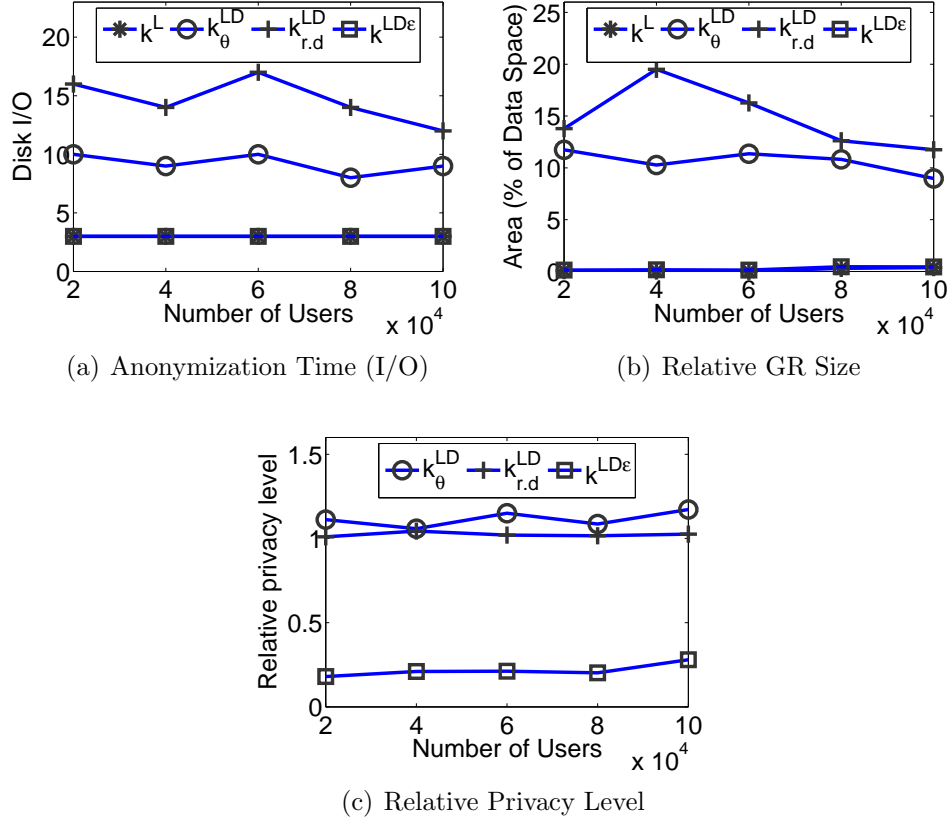 k^L k_θ^LD k_r.d^LD k^LDε
Disk I/O
20
15
10
5
0
2 4 6 8 10
Number of Users
x 10^4
(a) Anonymization Time (I/O)
k^L k_θ^LD k_r.d^LD k^LDε
Area (% of Data Space)
25
20
15
10
5
0
2 4 6 8 10
Number of Users
x 10^4
(b) Relative GR Size
k_θ^LD k_r.d^LD k^LDε
Relative privacy level
1.5
1
0.5
0
2 4 6 8 10
Number of Users
x 10^4
(c) Relative Privacy Level